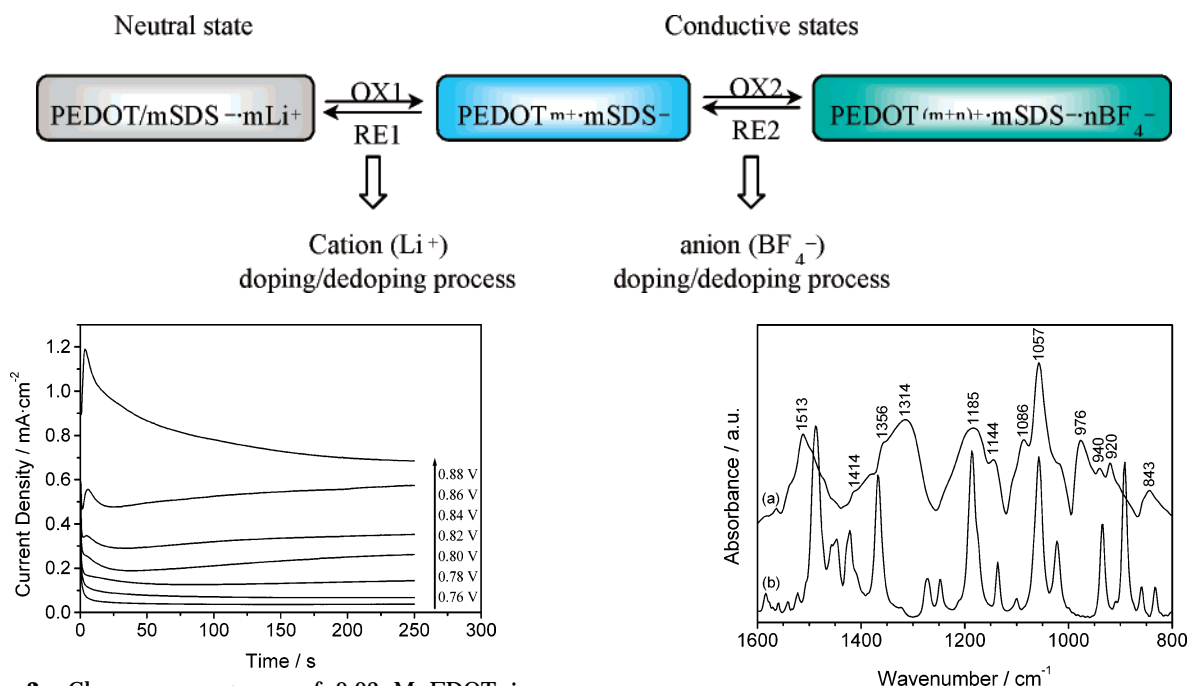 Neutral state
Conductive states
PEDOT/mSDS⁻·mLi⁺
OX1
RE1
PEDOTᵐ⁺·mSDS⁻
OX2
RE2
PEDOT⁽ᵐ⁺ⁿ⁾⁺·mSDS⁻·nBF₄⁻
Cation (Li⁺)
doping/dedoping process
anion (BF₄⁻)
doping/dedoping process
Current Density / mA·cm⁻²
1.2
1.0
0.8
0.6
0.4
0.2
0.0
0.88 V
0.86 V
0.84 V
0.82 V
0.80 V
0.78 V
0.76 V
0 50 100 150 200 250 300
Time / s
Absorbance / a.u.
1513
1414
1356
1314
1185
1144
1086
1057
976
940
920
843
(a)
(b)
1600 1400 1200 1000 800
Wavenumber / cm⁻¹